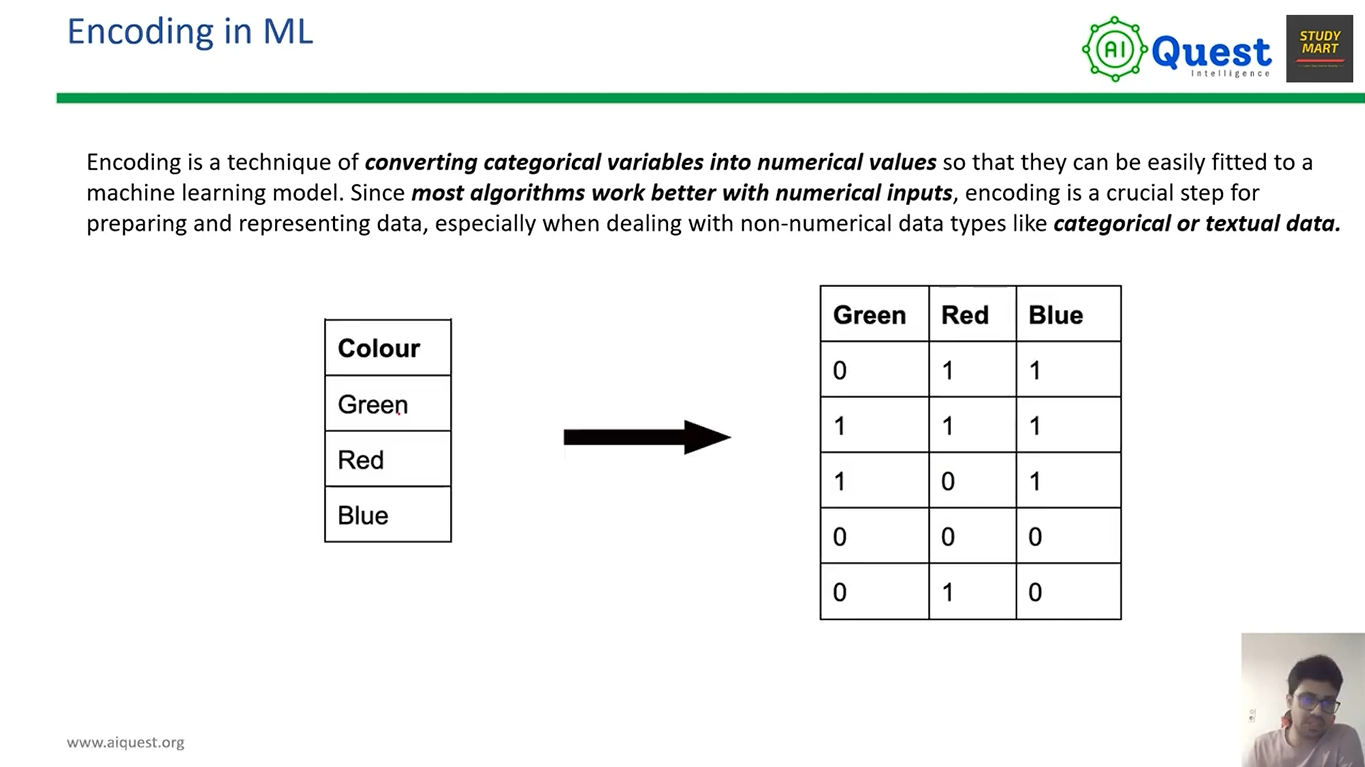 Encoding in ML
AI Quest
Intelligence
STUDY
MART
Encoding is a technique of converting categorical variables into numerical values so that they can be easily fitted to a
machine learning model. Since most algorithms work better with numerical inputs, encoding is a crucial step for
preparing and representing data, especially when dealing with non-numerical data types like categorical or textual data.
Colour
Green
Red
Blue
Green Red Blue
0 1 1
1 1 1
1 0 1
0 0 0
0 1 0
www.aiquest.org